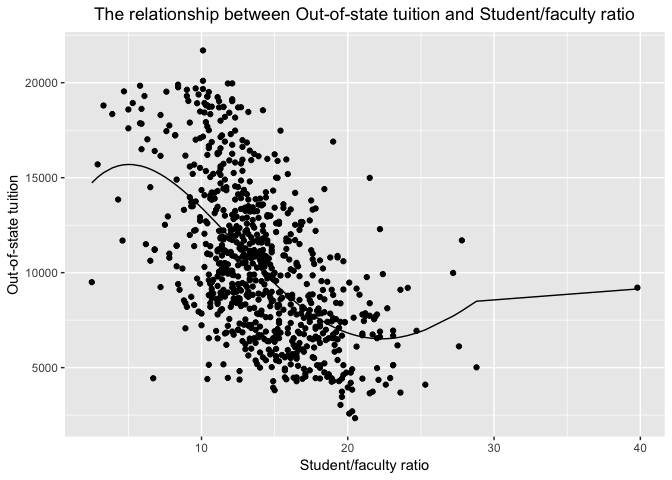 The relationship between Out-of-state tuition and Student/faculty ratio
20000
15000
10000
5000
Out-of-state tuition
10
20
30
40
Student/faculty ratio